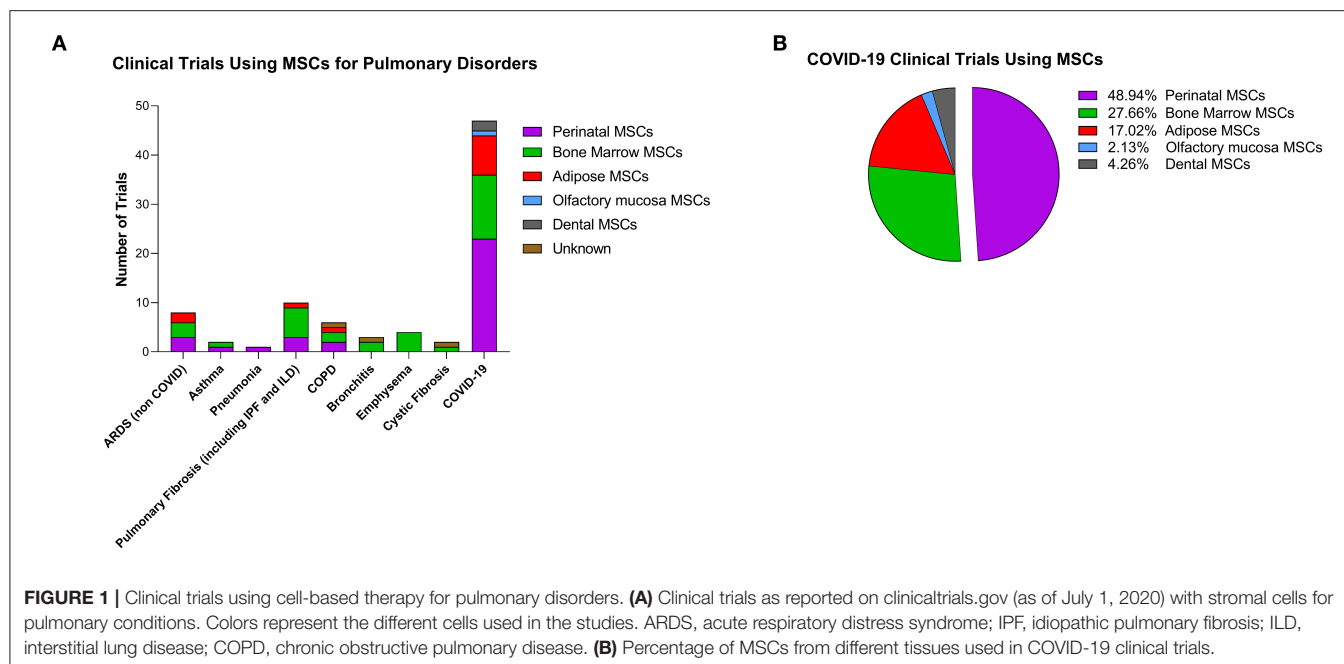 A
Clinical Trials Using MSCs for Pulmonary Disorders
Number of Trials
50
40
30
20
10
0
ARDS (non COVID)
Asthma
Pneumonia
Pulmonary Fibrosis (including IPF and ILD)
COPD
Bronchitis
Emphysema
Cystic Fibrosis
COVID-19
Perinatal MSCs
Bone Marrow MSCs
Adipose MSCs
Olfactory mucosa MSCs
Dental MSCs
Unknown
B
COVID-19 Clinical Trials Using MSCs
48.94% Perinatal MSCs
27.66% Bone Marrow MSCs
17.02% Adipose MSCs
2.13% Olfactory mucosa MSCs
4.26% Dental MSCs
FIGURE 1 | Clinical trials using cell-based therapy for pulmonary disorders. (A) Clinical trials as reported on clinicaltrials.gov (as of July 1, 2020) with stromal cells for
pulmonary conditions. Colors represent the different cells used in the studies. ARDS, acute respiratory distress syndrome; IPF, idiopathic pulmonary fibrosis; ILD,
interstitial lung disease; COPD, chronic obstructive pulmonary disease. (B) Percentage of MSCs from different tissues used in COVID-19 clinical trials.